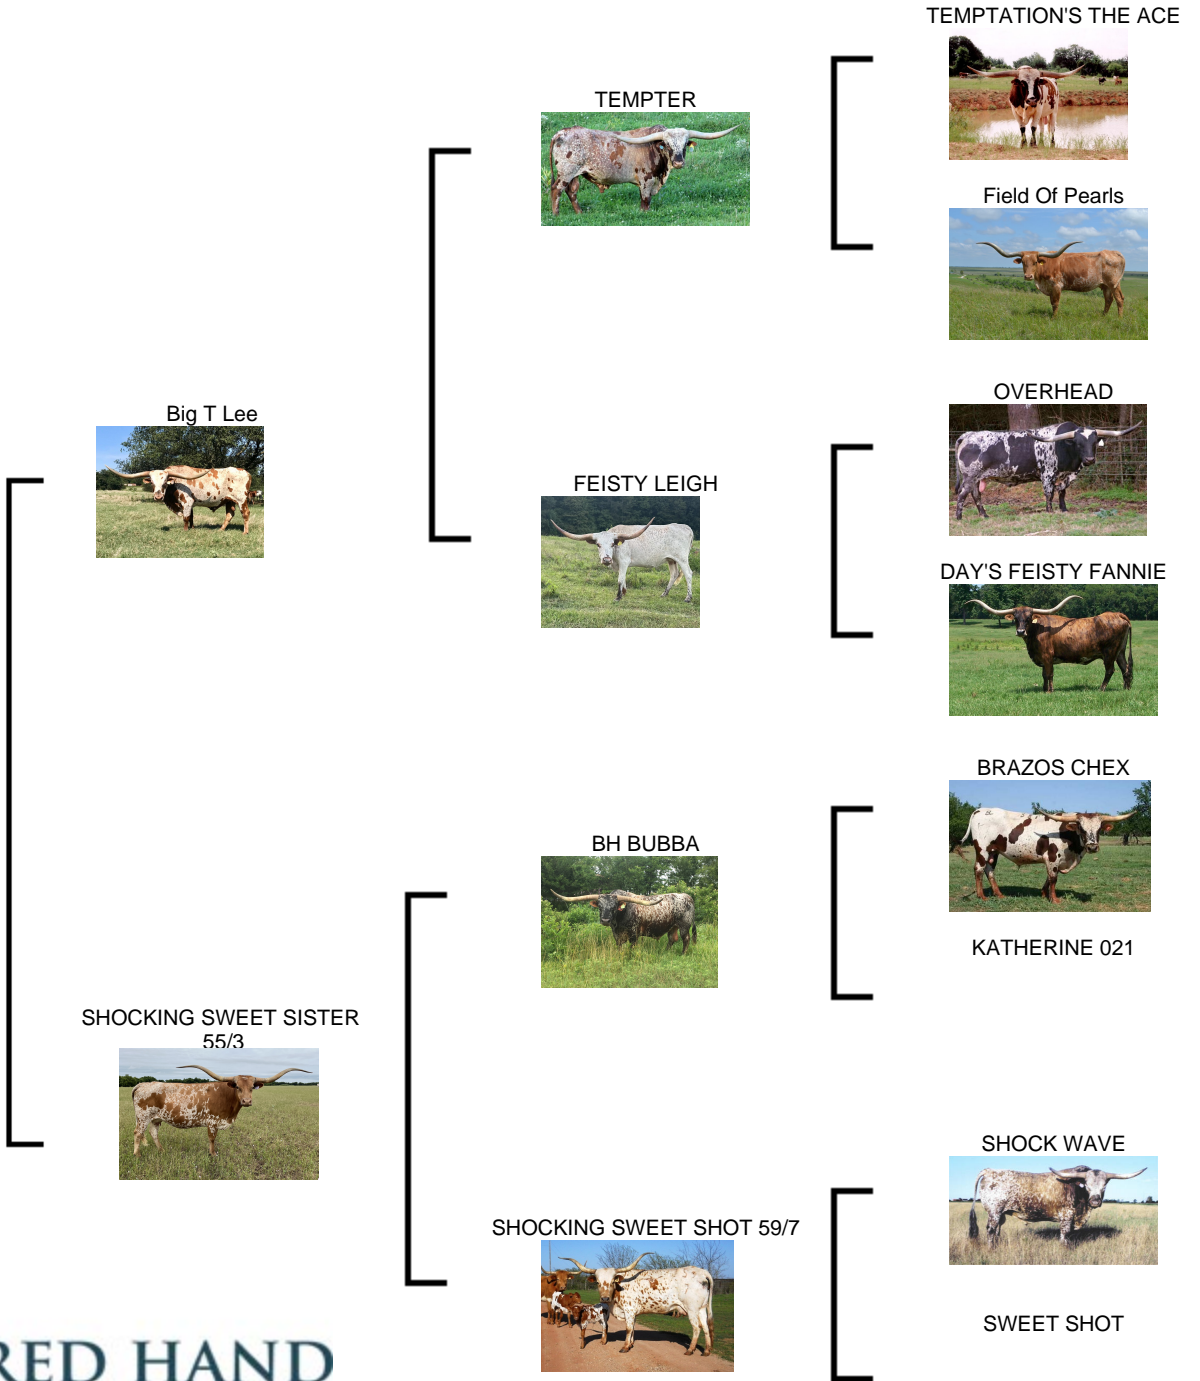 TEMPTATION'S THE ACE
TEMPTER
Field Of Pearls
OVERHEAD
Big T Lee
FEISTY LEIGH
DAY'S FEISTY FANNIE
BRAZOS CHEX
BH BUBBA
KATHERINE 021
SHOCKING SWEET SISTER
55/3
SHOCK WAVE
SHOCKING SWEET SHOT 59/7
SWEET SHOT
RED HAND